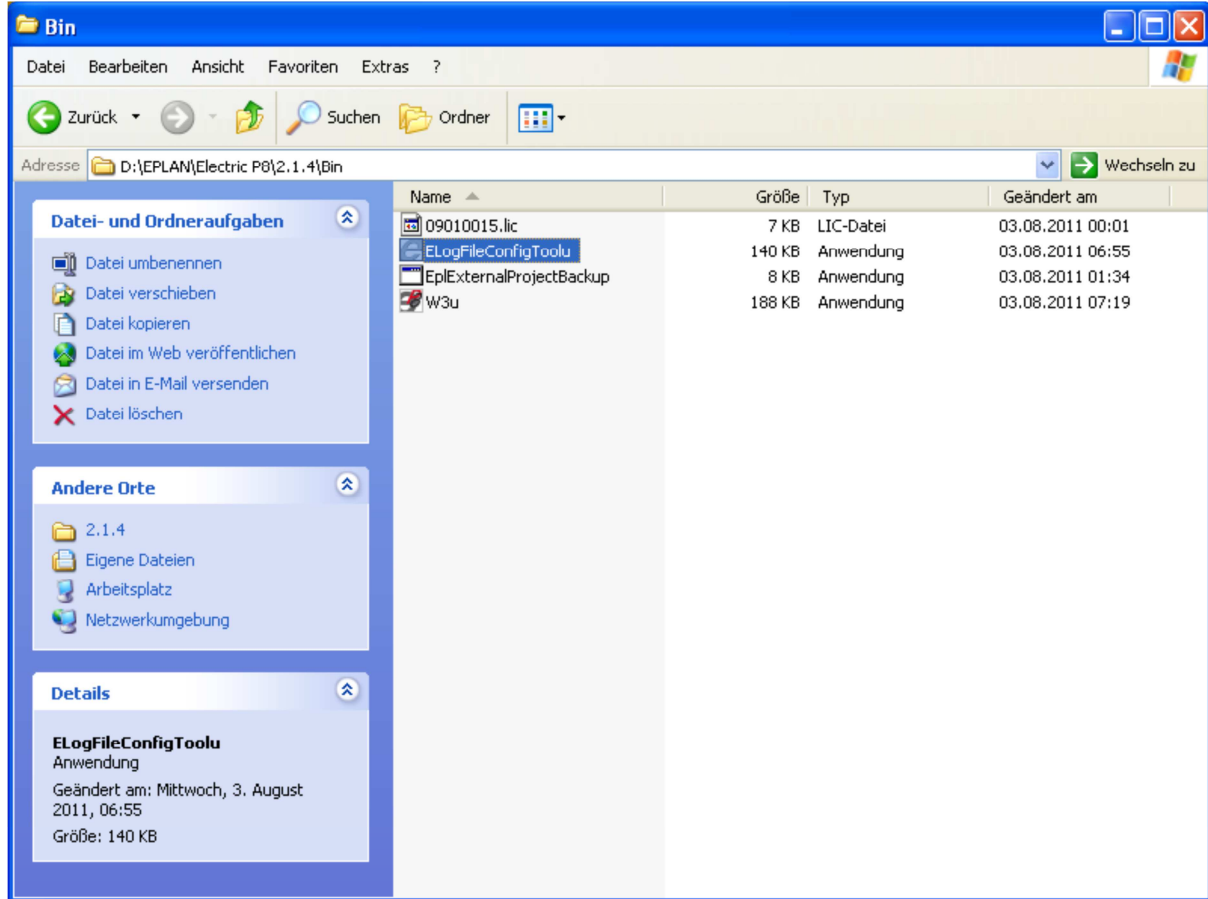 Bin
Datei Bearbeiten Ansicht Favoriten Extras ?
Zurück Suchen Ordner
Adresse D:\EPLAN\Electric P8\2.1.4\Bin Wechseln zu
Name Größe Typ Geändert am
09010015.lic 7 KB LIC-Datei 03.08.2011 00:01
ELogFileConfigToolu 140 KB Anwendung 03.08.2011 06:55
EplExternalProjectBackup 8 KB Anwendung 03.08.2011 01:34
W3u 188 KB Anwendung 03.08.2011 07:19
Datei- und Ordneraufgaben
Datei umbenennen
Datei verschieben
Datei kopieren
Datei im Web veröffentlichen
Datei in E-Mail versenden
Datei löschen
Andere Orte
2.1.4
Eigene Dateien
Arbeitsplatz
Netzwerkumgebung
Details
ELogFileConfigToolu
Anwendung
Geändert am: Mittwoch, 3. August
2011, 06:55
Größe: 140 KB